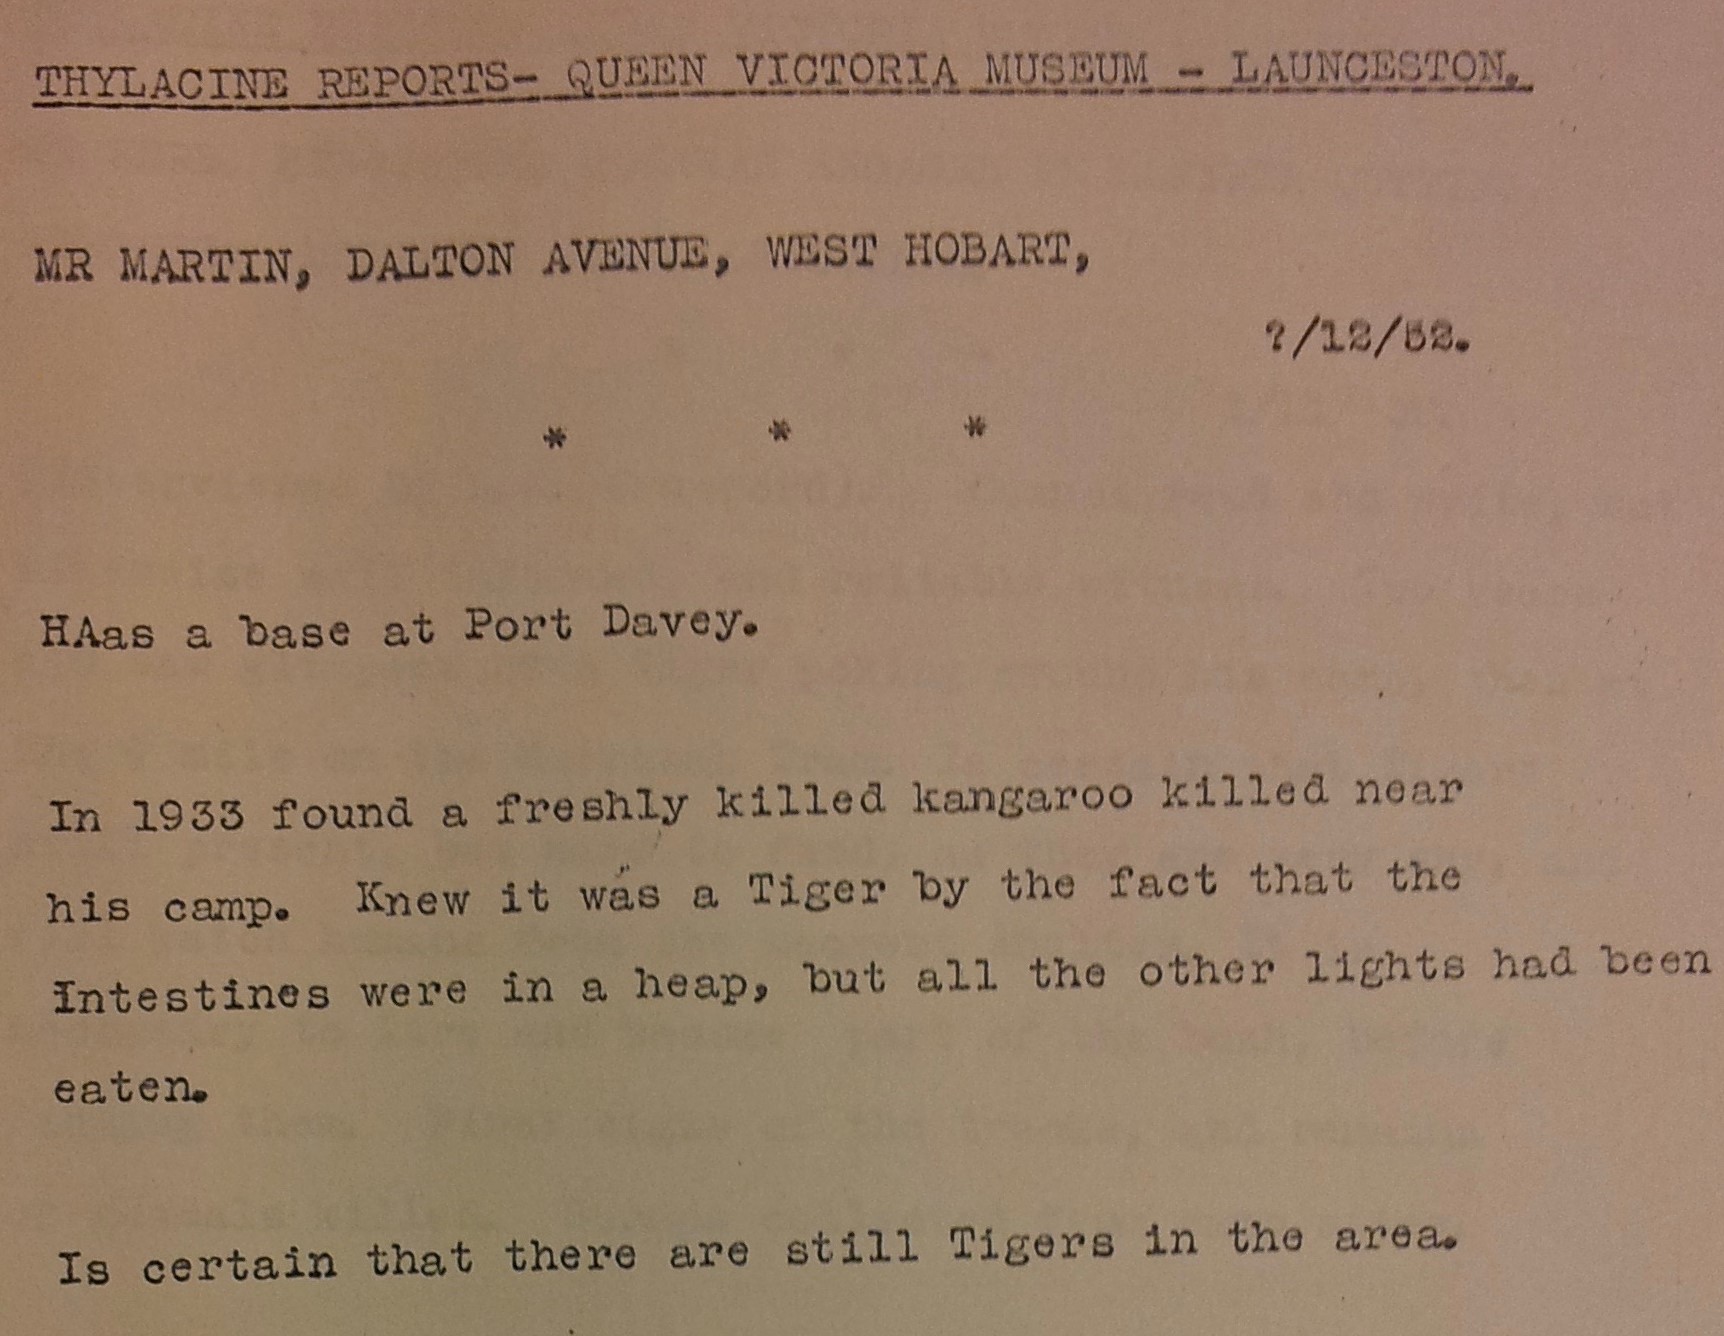 THYLACINE REPORTS- QUEEN VICTORIA MUSEUM - LAUNCESTON.
MR MARTIN, DALTON AVENUE, WEST HOBART,
?/12/52.
* * *
HAas a base at Port Davey.
In 1933 found a freshly killed kangaroo killed near
his camp. Knew it was a Tiger by the fact that the
Intestines were in a heap, but all the other lights had been
eaten.
Is certain that there are still Tigers in the area.